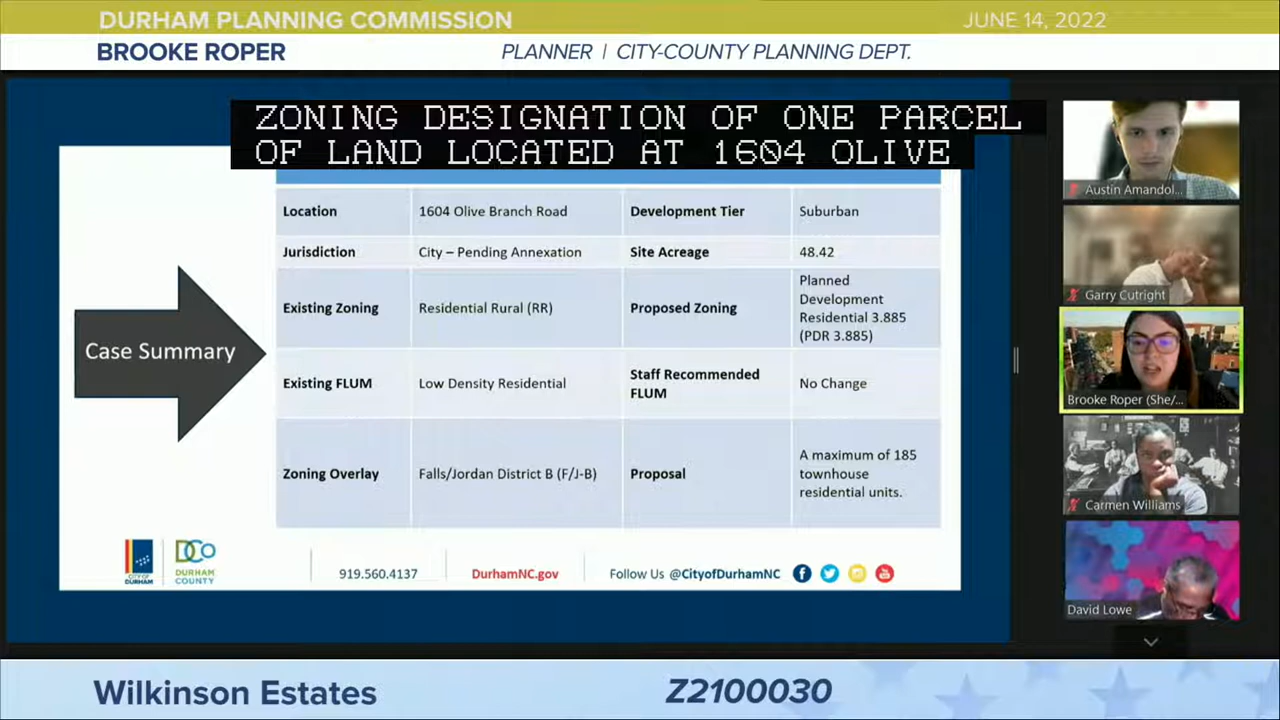 DURHAM PLANNING COMMISSION
JUNE 14, 2022
BROOKE ROPER
PLANNER | CITY-COUNTY PLANNING DEPT.
ZONING DESIGNATION OF ONE PARCEL
OF LAND LOCATED AT 1604 OLIVE
Case Summary
Location
1604 Olive Branch Road
Development Tier
Suburban
Jurisdiction
City – Pending Annexation
Site Acreage
48.42
Existing Zoning
Residential Rural (RR)
Proposed Zoning
Planned
Development
Residential 3.885
(PDR 3.885)
Existing FLUM
Low Density Residential
Staff Recommended
FLUM
No Change
Zoning Overlay
Falls/Jordan District B (F/J-B)
Proposal
A maximum of 185
townhouse
residential units.
CITY OF
DURHAM
DCO
DURHAM
COUNTY
919.560.4137
DurhamNC.gov
Follow Us @CityofDurhamNC
Austin Amandol...
Garry Cutright
Brooke Roper (She/...
Carmen Williams
David Lowe
Wilkinson Estates
Z2100030